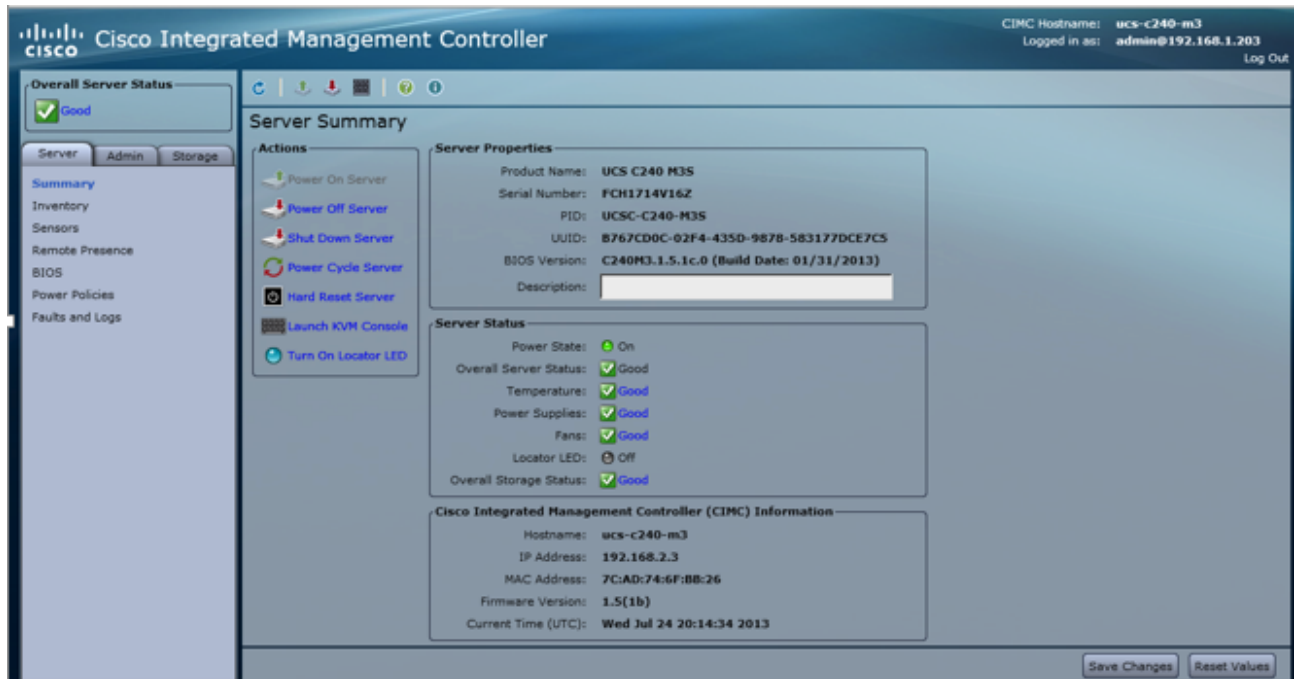 CISCO
Cisco Integrated Management Controller
CIMC Hostname: ucs-c240-m3
Logged in as: admin@192.168.1.203
Log Out
Overall Server Status
Good
Server Admin Storage
Summary
Inventory
Sensors
Remote Presence
BIOS
Power Policies
Faults and Logs
Server Summary
Actions
Power On Server
Power Off Server
Shut Down Server
Power Cycle Server
Hard Reset Server
Launch KVM Console
Turn On Locator LED
Server Properties
Product Name: UCS C240 M3S
Serial Number: FCH1714V16Z
PID: UCSC-C240-M3S
UUID: B767CD0C-02F4-435D-9878-583177DCE7C5
BIOS Version: C240M3.1.5.1c.0 (Build Date: 01/31/2013)
Description:
Server Status
Power State: On
Overall Server Status: Good
Temperature: Good
Power Supplies: Good
Fans: Good
Locator LED: Off
Overall Storage Status: Good
Cisco Integrated Management Controller (CIMC) Information
Hostname: ucs-c240-m3
IP Address: 192.168.2.3
MAC Address: 7C:AD:74:6F:BB:26
Firmware Version: 1.5(1b)
Current Time (UTC): Wed Jul 24 20:14:34 2013
Save Changes Reset Values